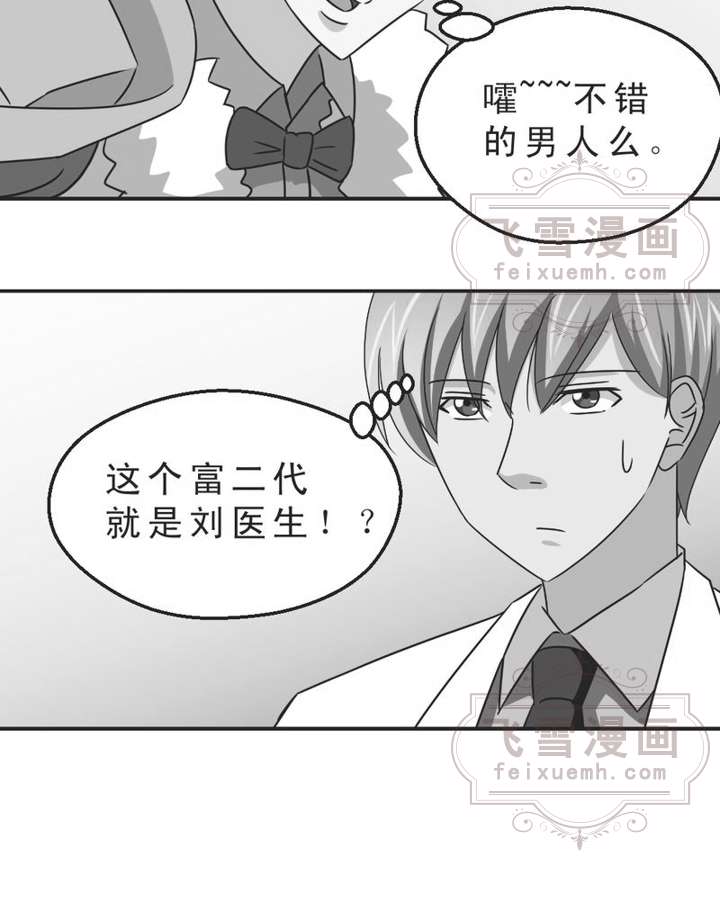 嚯~~~不错
的男人么。
飞雪漫画
feixuemh.com
这个富二代
就是刘医生！？
飞雪漫画
feixuemh.com